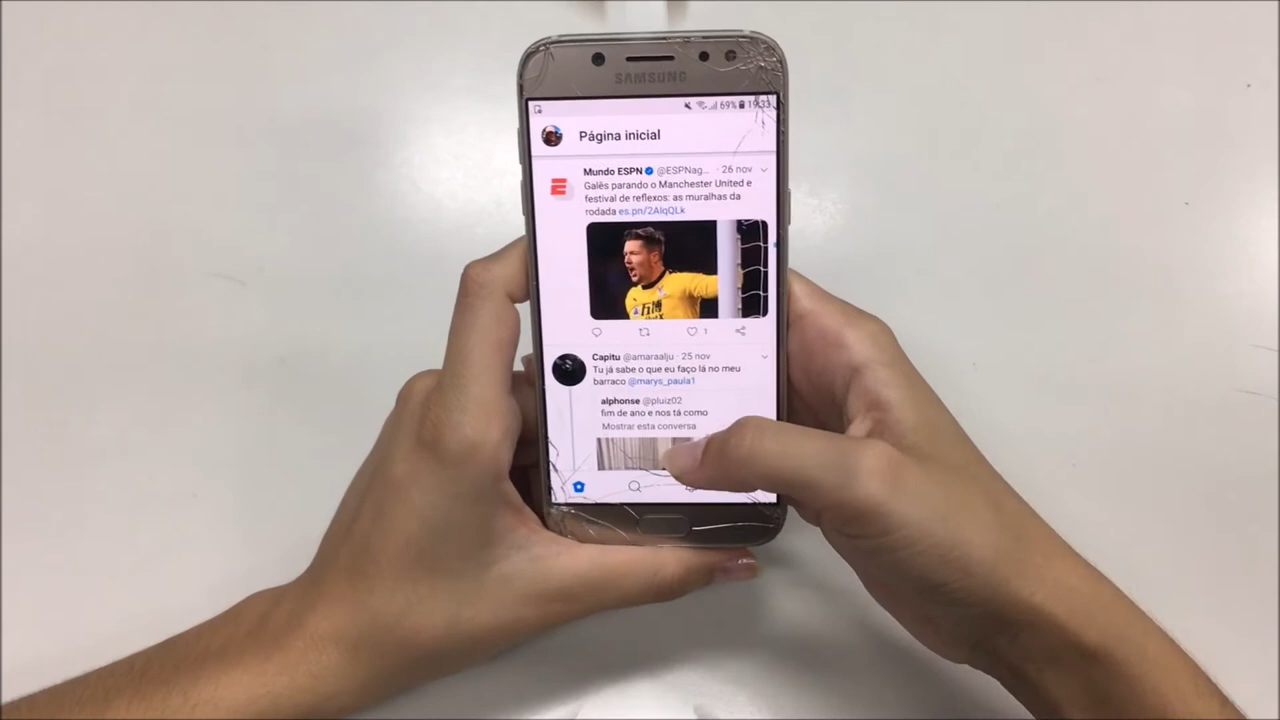 SAMSUNG
69% 19:33
Página inicial
Mundo ESPN @ESPNag... · 26 nov
Galês parando o Manchester United e
festival de reflexos: as muralhas da
rodada es.pn/2AlqQLk
万博
1
Capitu @amaraalju · 25 nov
Tu já sabe o que eu faço lá no meu
barraco @marys_paula1
alphonse @pluiz02
fim de ano e nos tá como
Mostrar esta conversa